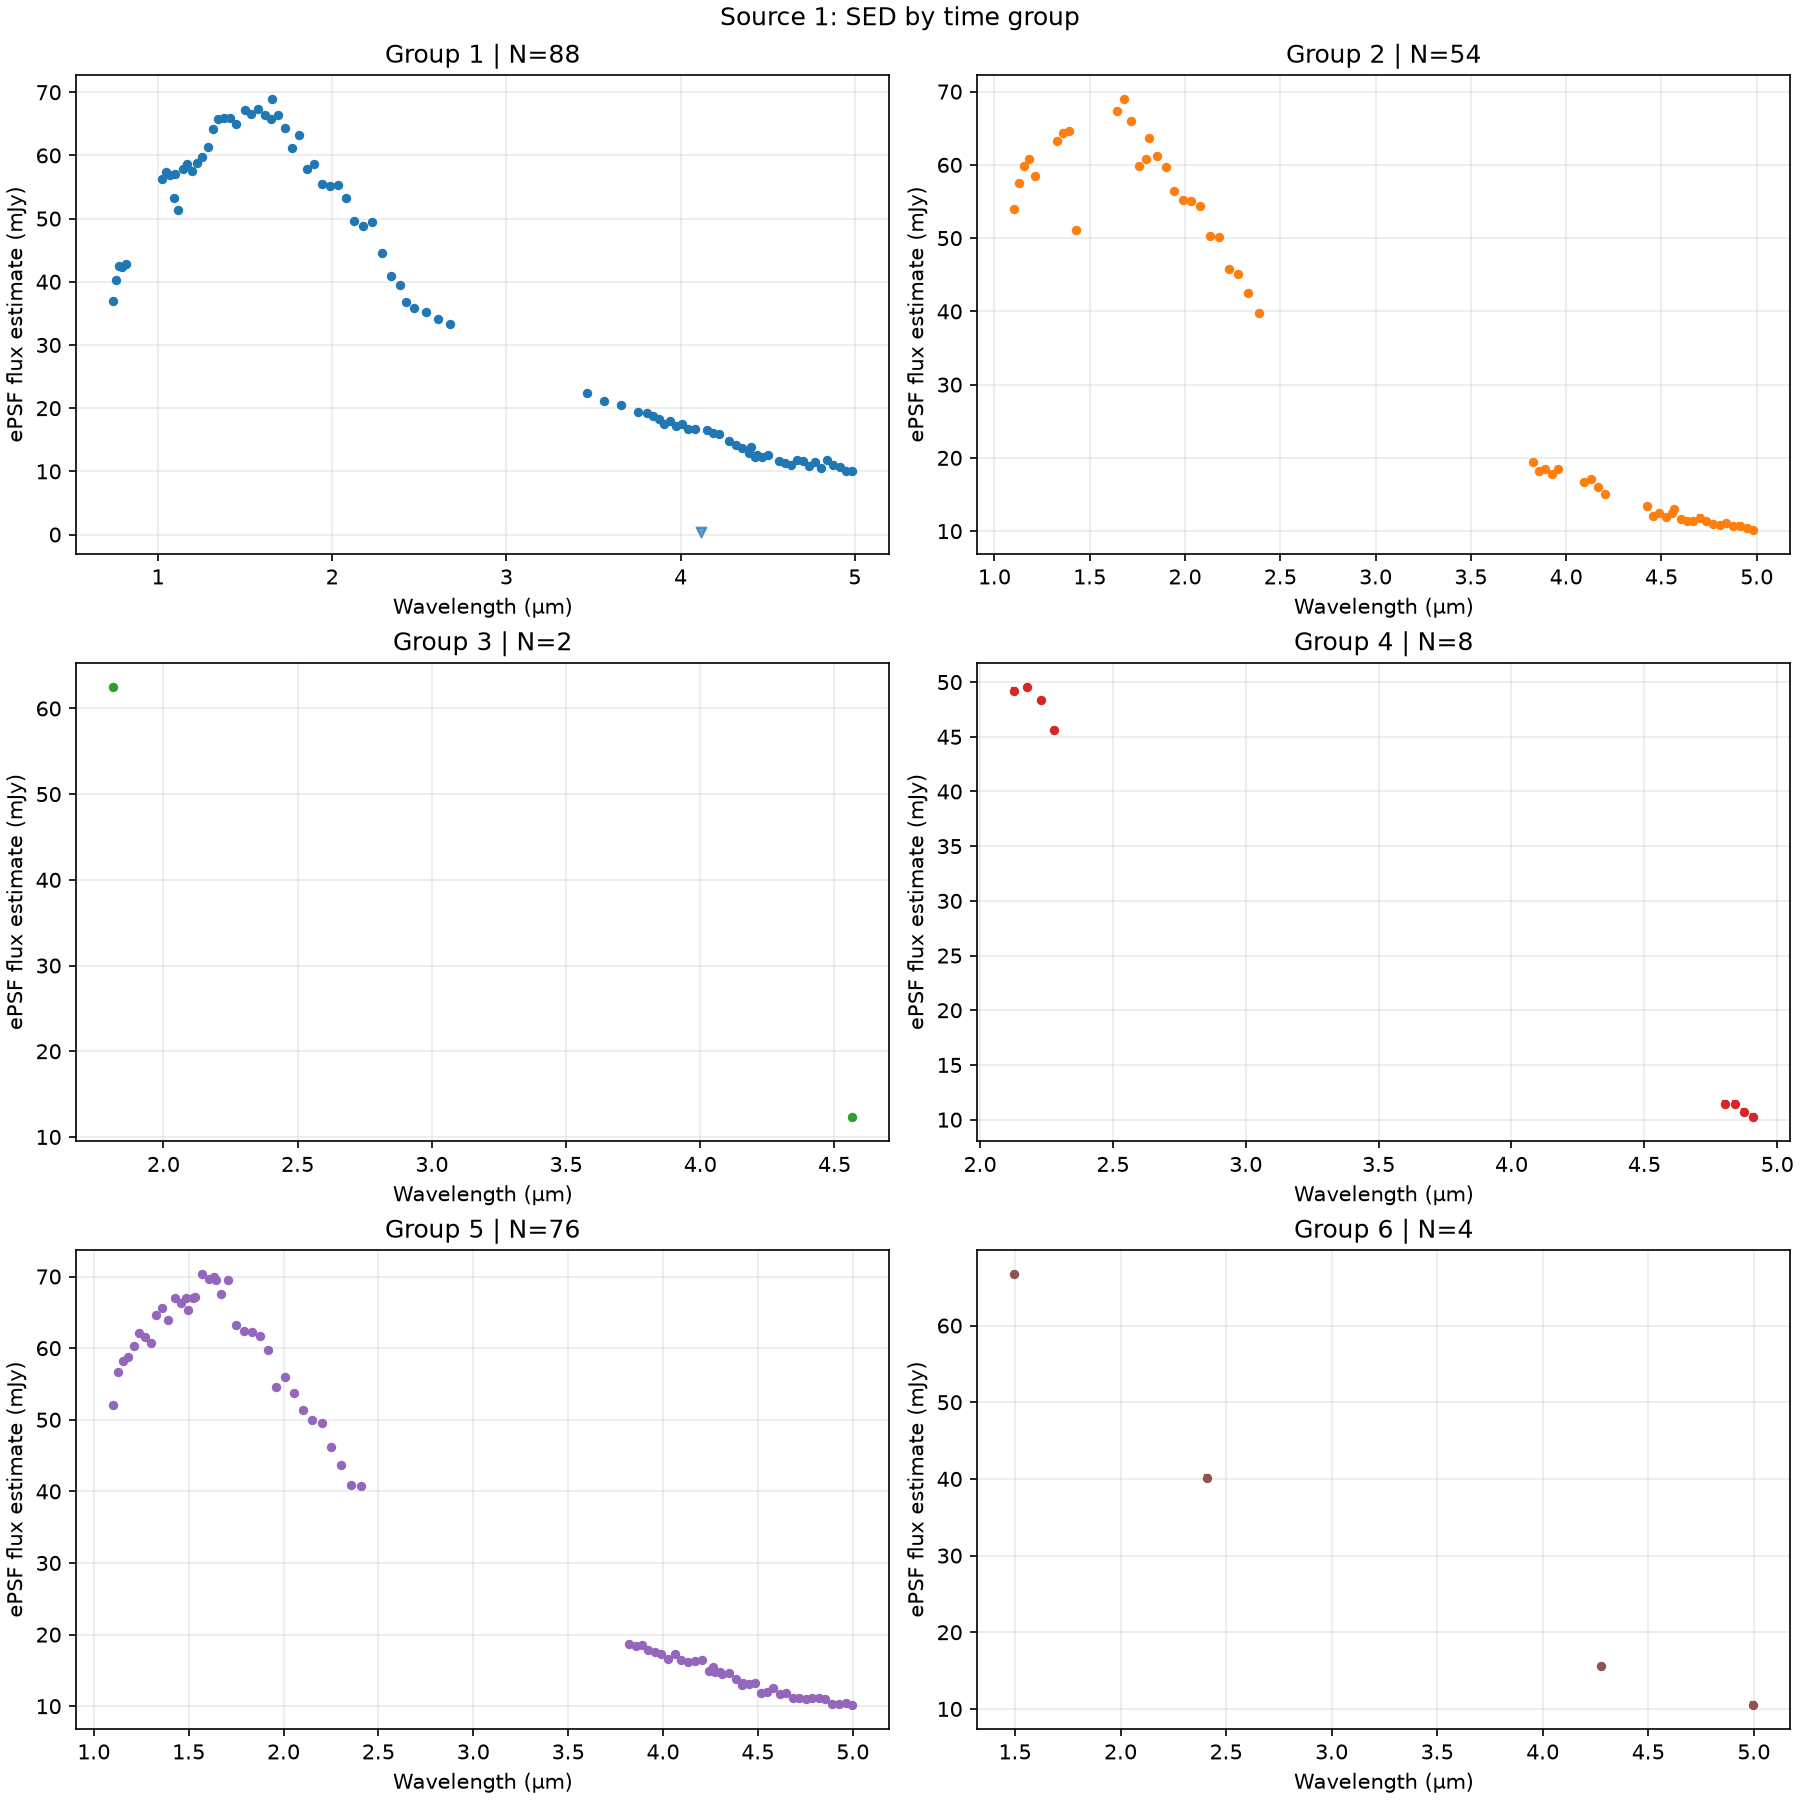 Source 1: SED by time group
Group 1 | N=88
70
60
50
40
30
20
10
0
ePSF flux estimate (mJy)
1 2 3 4 5
Wavelength (µm)
Group 2 | N=54
70
60
50
40
30
20
10
ePSF flux estimate (mJy)
1.0 1.5 2.0 2.5 3.0 3.5 4.0 4.5 5.0
Wavelength (µm)
Group 3 | N=2
60
50
40
30
20
10
ePSF flux estimate (mJy)
2.0 2.5 3.0 3.5 4.0 4.5
Wavelength (µm)
Group 4 | N=8
50
45
40
35
30
25
20
15
10
ePSF flux estimate (mJy)
2.0 2.5 3.0 3.5 4.0 4.5 5.0
Wavelength (µm)
Group 5 | N=76
70
60
50
40
30
20
10
ePSF flux estimate (mJy)
1.0 1.5 2.0 2.5 3.0 3.5 4.0 4.5 5.0
Wavelength (µm)
Group 6 | N=4
60
50
40
30
20
10
ePSF flux estimate (mJy)
1.5 2.0 2.5 3.0 3.5 4.0 4.5 5.0
Wavelength (µm)